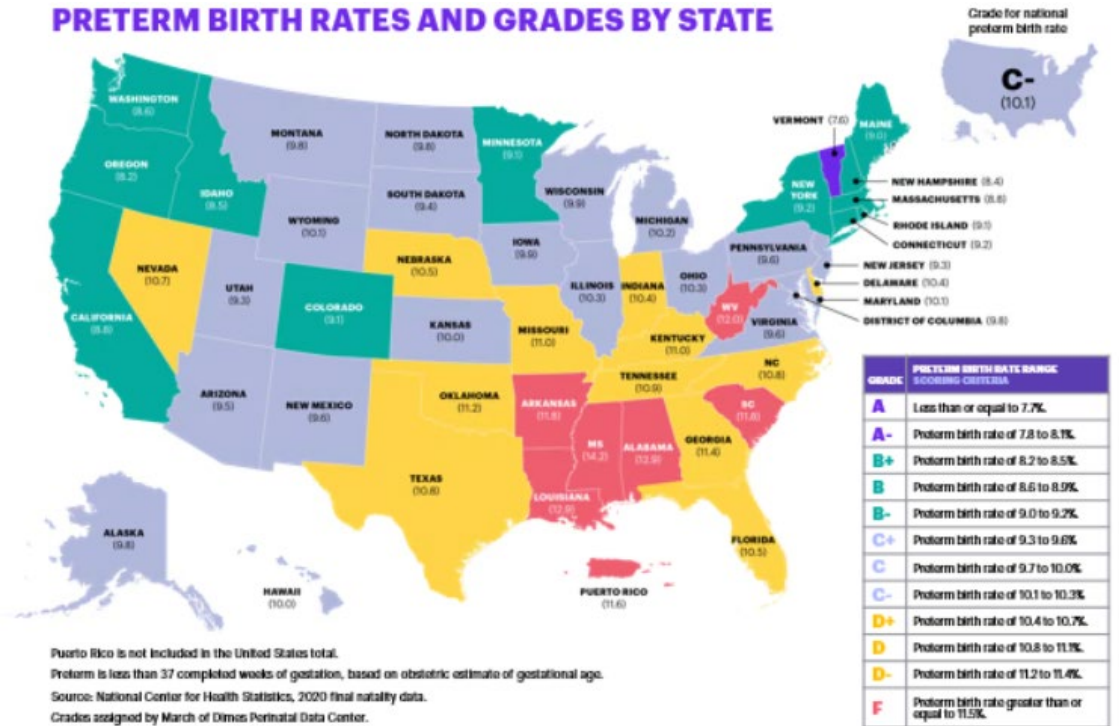 PRETERM BIRTH RATES AND GRADES BY STATE
Grade for national
preterm birth rate
C-
(10.1)
WASHINGTON
(8.6)
OREGON
(8.2)
IDAHO
(8.5)
MONTANA
(9.8)
NORTH DAKOTA
(9.8)
MINNESOTA
(9.1)
SOUTH DAKOTA
(9.4)
WYOMING
(10.1)
WISCONSIN
(9.9)
MICHIGAN
(10.2)
VERMONT (7.6)
MAINE
(9.0)
NEW
YORK
(9.2)
NEW HAMPSHIRE (8.4)
MASSACHUSETTS (8.8)
RHODE ISLAND (9.1)
CONNECTICUT (9.2)
NEW JERSEY (9.3)
DELAWARE (10.4)
MARYLAND (10.1)
DISTRICT OF COLUMBIA (9.8)
NEVADA
(10.7)
UTAH
(9.3)
COLORADO
(9.1)
NEBRASKA
(10.5)
IOWA
(9.9)
ILLINOIS
(10.3)
INDIANA
(10.4)
OHIO
(10.3)
PENNSYLVANIA
(9.6)
WV
(12.0)
VIRGINIA
(9.6)
CALIFORNIA
(8.8)
KANSAS
(10.0)
MISSOURI
(11.0)
KENTUCKY
(11.0)
NC
(10.8)
TENNESSEE
(10.9)
ARIZONA
(9.5)
NEW MEXICO
(9.6)
OKLAHOMA
(11.2)
ARKANSAS
(11.8)
SC
(11.8)
MS
(14.2)
ALABAMA
(12.9)
GEORGIA
(11.4)
TEXAS
(10.8)
LOUISIANA
(12.9)
FLORIDA
(10.5)
ALASKA
(9.8)
HAWAII
(10.0)
PUERTO RICO
(11.6)
GRADE PRETERM BIRTH RATE RANGE
SCORING CRITERIA
A Less than or equal to 7.7%.
A- Preterm birth rate of 7.8 to 8.1%.
B+ Preterm birth rate of 8.2 to 8.5%.
B Preterm birth rate of 8.6 to 8.9%.
B- Preterm birth rate of 9.0 to 9.2%.
C+ Preterm birth rate of 9.3 to 9.6%
C Preterm birth rate of 9.7 to 10.0%.
C- Preterm birth rate of 10.1 to 10.3%.
D+ Preterm birth rate of 10.4 to 10.7%.
D Preterm birth rate of 10.8 to 11.1%.
D- Preterm birth rate of 11.2 to 11.4%.
F Preterm birth rate greater than or
equal to 11.5%.
Puerto Rico is not included in the United States total.
Preterm is less than 37 completed weeks of gestation, based on obstetric estimate of gestational age.
Source: National Center for Health Statistics, 2020 final natality data.
Grades assigned by March of Dimes Perinatal Data Center.